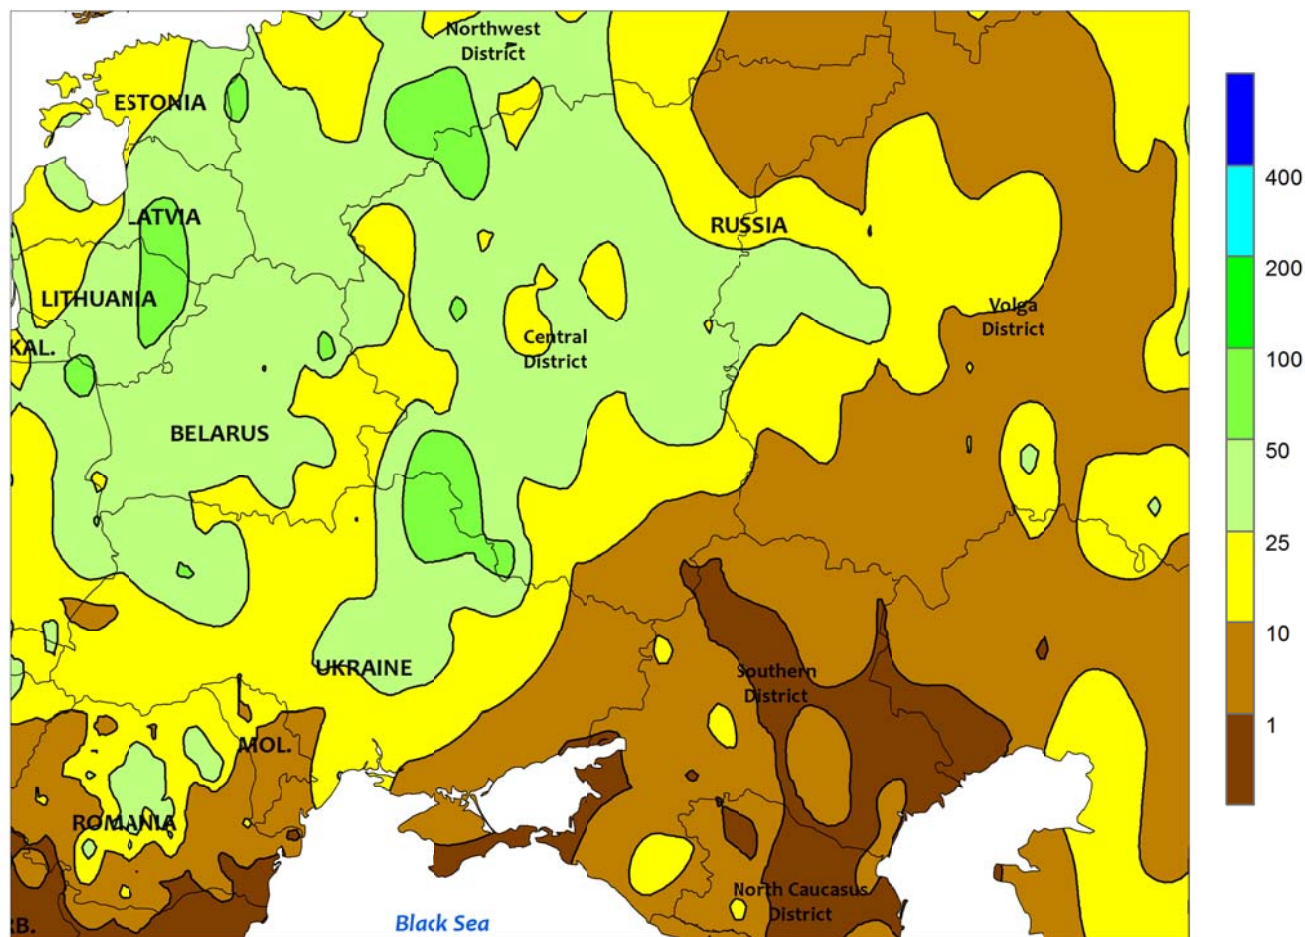 Northwest
District
ESTONIA
LATVIA
RUSSIA
LITHUANIA
Volga
District
KAL.
Central
District
BELARUS
UKRAINE
Southern
District
MOL.
ROMANIA
North Caucasus
District
RB.
Black Sea
400
200
100
50
25
10
1